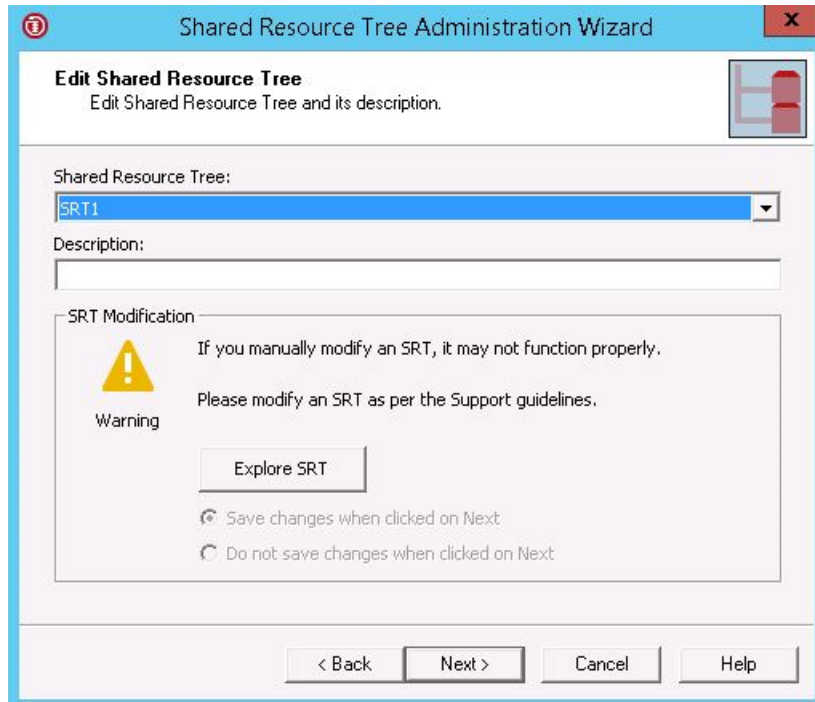 Shared Resource Tree Administration Wizard
x
Edit Shared Resource Tree
Edit Shared Resource Tree and its description.
Shared Resource Tree:
SRT1
Description:
SRT Modification
If you manually modify an SRT, it may not function properly.
Please modify an SRT as per the Support guidelines.
Warning
Explore SRT
Save changes when clicked on Next
Do not save changes when clicked on Next
< Back Next > Cancel Help